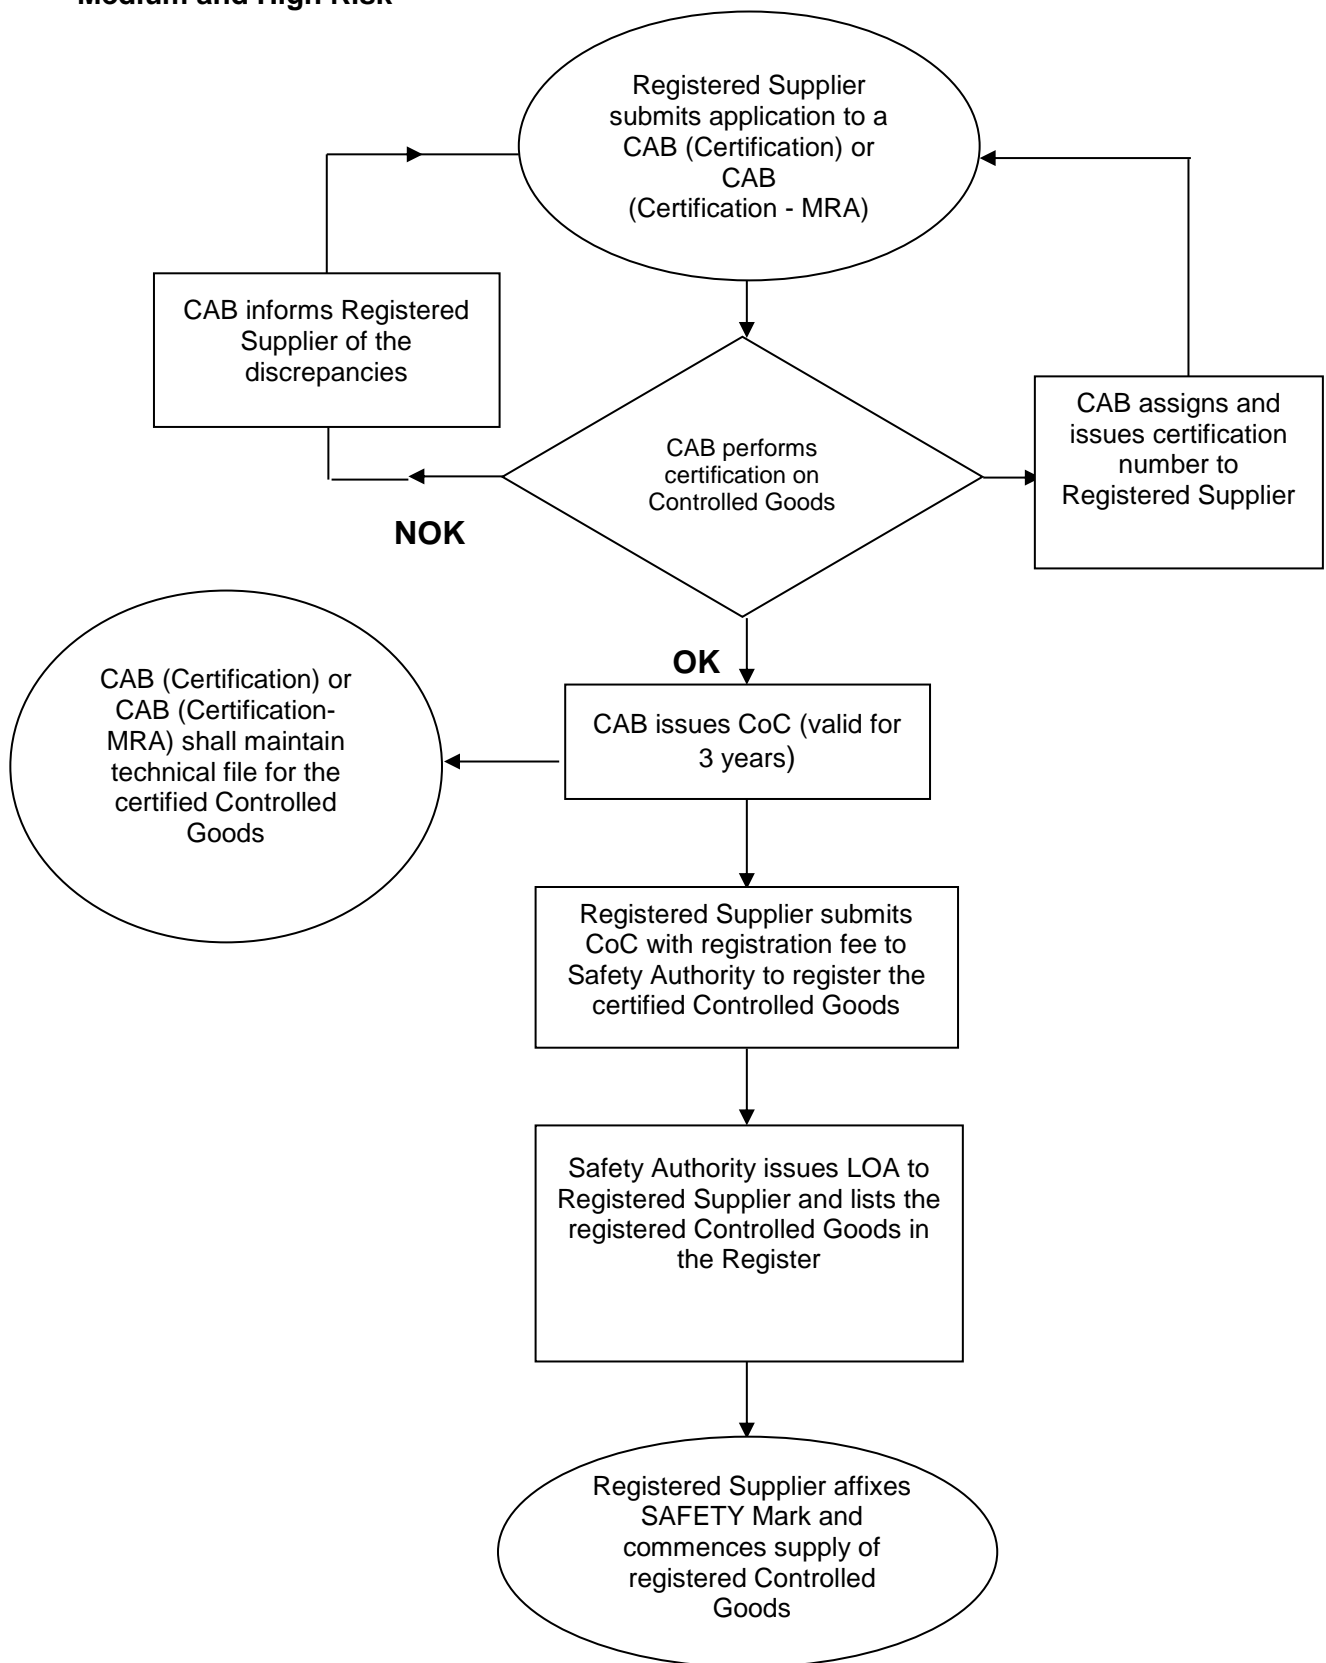 Medium and High Risk
Registered Supplier
submits application to a
CAB (Certification) or
CAB
(Certification - MRA)
CAB informs Registered
Supplier of the
discrepancies
CAB performs
certification on
Controlled Goods
CAB assigns and
issues certification
number to
Registered Supplier
NOK
OK
CAB (Certification) or
CAB (Certification-
MRA) shall maintain
technical file for the
certified Controlled
Goods
CAB issues CoC (valid for
3 years)
Registered Supplier submits
CoC with registration fee to
Safety Authority to register the
certified Controlled Goods
Safety Authority issues LOA to
Registered Supplier and lists the
registered Controlled Goods in
the Register
Registered Supplier affixes
SAFETY Mark and
commences supply of
registered Controlled
Goods